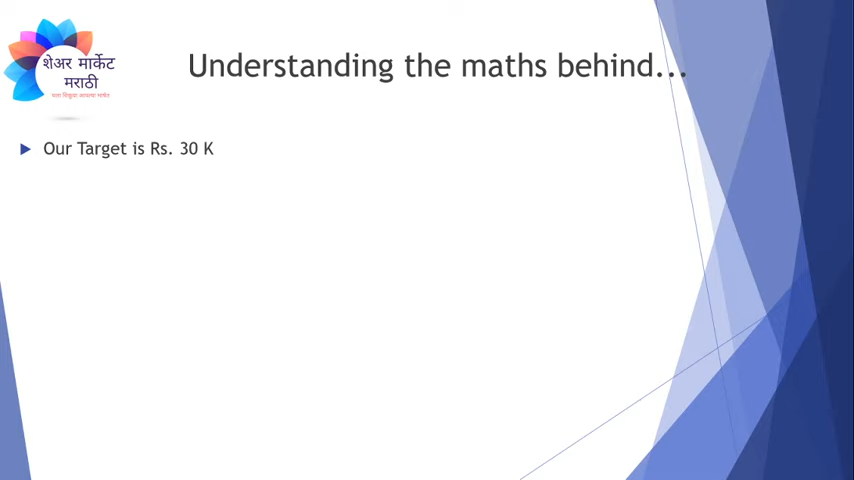 शेअर मार्केट
मराठी
Understanding the maths behind...
Our Target is Rs. 30 K